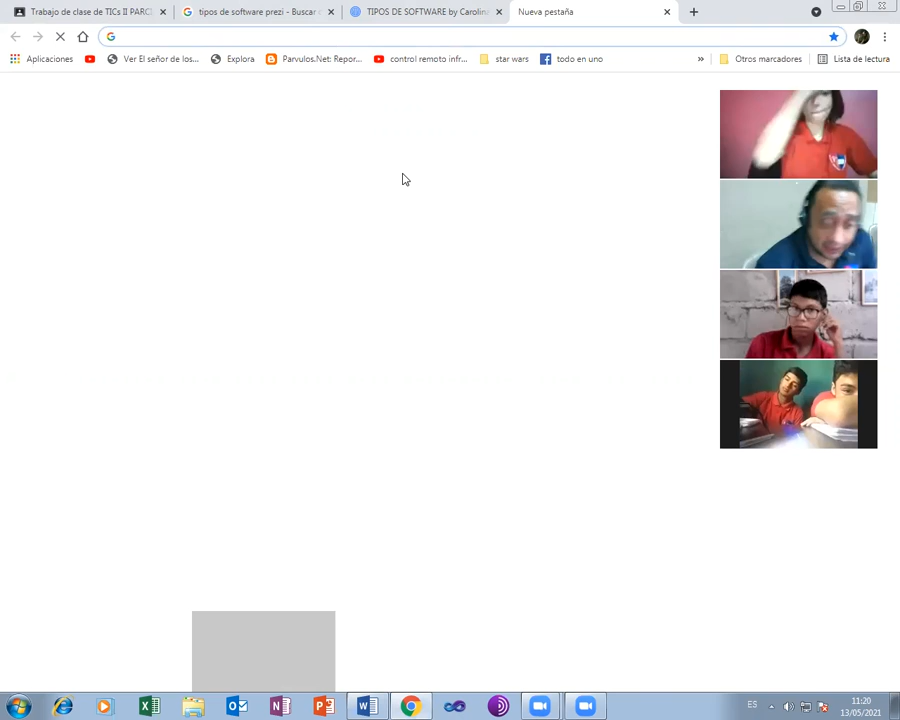 Trabajo de clase de TICs II PARCI
tipos de software prezi - Buscar c
TIPOS DE SOFTWARE by Carolina
Nueva pestaña
Aplicaciones
Ver El señor de los...
Explora
Parvulos.Net: Repor...
control remoto infr...
star wars
todo en uno
»
Otros marcadores
Lista de lectura
ES
11:20
13/05/2021